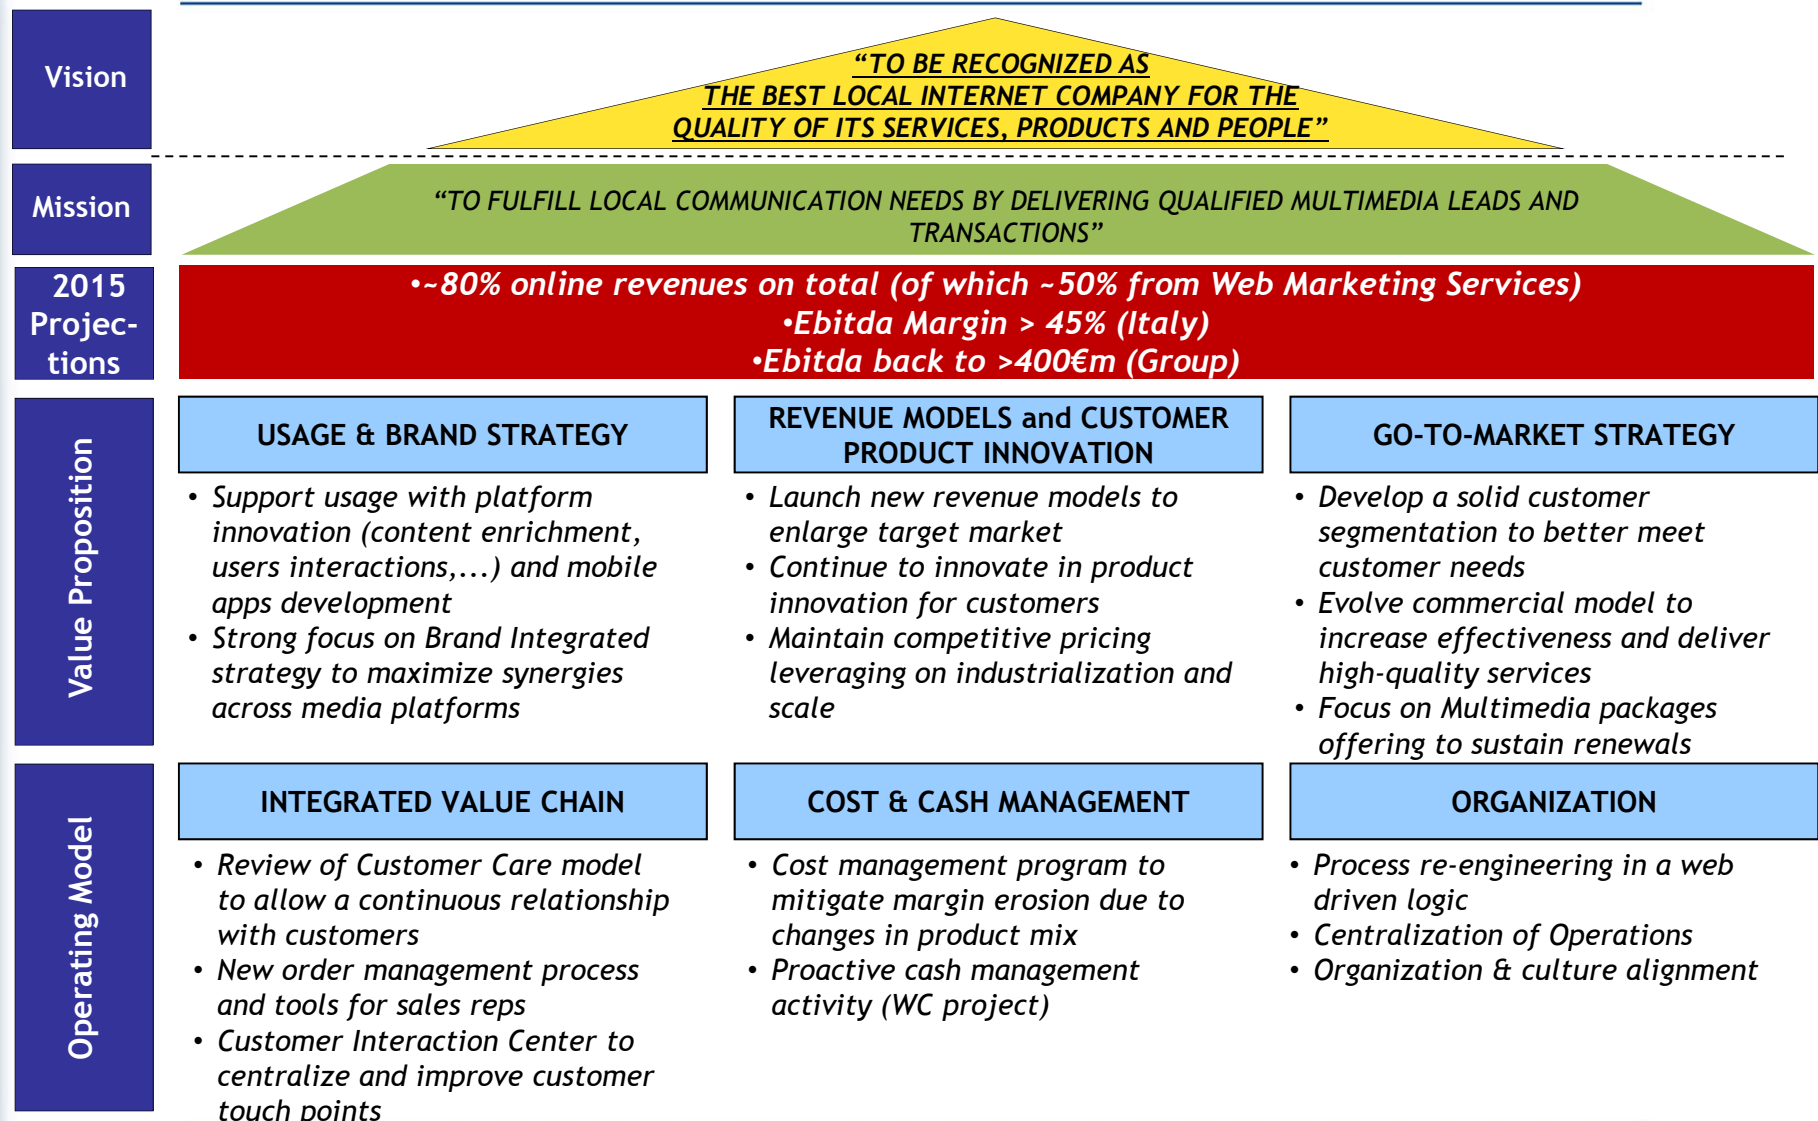 Vision
“TO BE RECOGNIZED AS
THE BEST LOCAL INTERNET COMPANY FOR THE
QUALITY OF ITS SERVICES, PRODUCTS AND PEOPLE”
Mission
“TO FULFILL LOCAL COMMUNICATION NEEDS BY DELIVERING QUALIFIED MULTIMEDIA LEADS AND
TRANSACTIONS”
2015
Projec-
tions
•~80% online revenues on total (of which ~50% from Web Marketing Services)
•Ebitda Margin > 45% (Italy)
•Ebitda back to >400€m (Group)
Value Proposition
USAGE & BRAND STRATEGY
• Support usage with platform
innovation (content enrichment,
users interactions,...) and mobile
apps development
• Strong focus on Brand Integrated
strategy to maximize synergies
across media platforms
REVENUE MODELS and CUSTOMER
PRODUCT INNOVATION
• Launch new revenue models to
enlarge target market
• Continue to innovate in product
innovation for customers
• Maintain competitive pricing
leveraging on industrialization and
scale
GO-TO-MARKET STRATEGY
• Develop a solid customer
segmentation to better meet
customer needs
• Evolve commercial model to
increase effectiveness and deliver
high-quality services
• Focus on Multimedia packages
offering to sustain renewals
Operating Model
INTEGRATED VALUE CHAIN
• Review of Customer Care model
to allow a continuous relationship
with customers
• New order management process
and tools for sales reps
• Customer Interaction Center to
centralize and improve customer
touch points
COST & CASH MANAGEMENT
• Cost management program to
mitigate margin erosion due to
changes in product mix
• Proactive cash management
activity (WC project)
ORGANIZATION
• Process re-engineering in a web
driven logic
• Centralization of Operations
• Organization & culture alignment